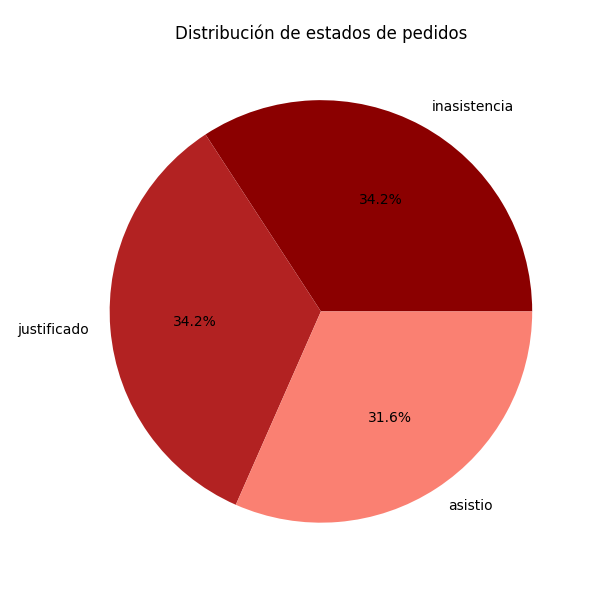 Distribución de estados de pedidos
inasistencia
34.2%
34.2%
justificado
31.6%
asistio